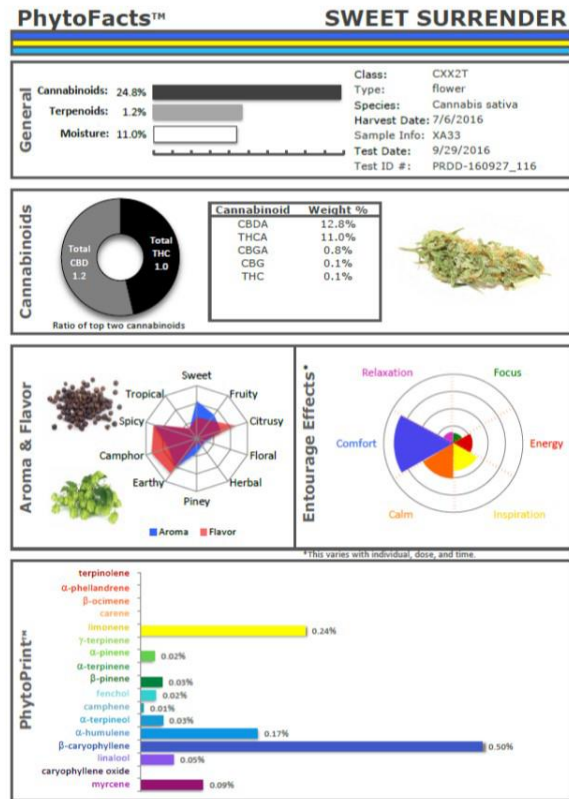 PhytoFacts™
SWEET SURRENDER
General
Cannabinoids: 24.8%
Terpenoids: 1.2%
Moisture: 11.0%
Class: CXX2T
Type: flower
Species: Cannabis sativa
Harvest Date: 7/6/2016
Sample Info: XA33
Test Date: 9/29/2016
Test ID #: PRDD-160927_116
Cannabinoids
Total CBD 1.2
Total THC 1.0
Ratio of top two cannabinoids
Cannabinoid Weight %
CBDA 12.8%
THCA 11.0%
CBGA 0.8%
CBG 0.1%
THC 0.1%
Aroma & Flavor
Sweet
Fruity
Citrusy
Floral
Herbal
Piney
Earthy
Camphor
Spicy
Tropical
Aroma Flavor
Entourage Effects*
Relaxation
Focus
Comfort
Energy
Calm
Inspiration
*This varies with individual, dose, and time.
PhytoPrint™
terpinolene
α-phellandrene
β-ocimene
carene
limonene 0.24%
γ-terpinene
α-pinene 0.02%
α-terpinene
β-pinene 0.03%
fenchol 0.02%
camphene 0.01%
α-terpineol 0.03%
α-humulene 0.17%
β-caryophyllene 0.50%
linalool 0.05%
caryophyllene oxide
myrcene 0.09%